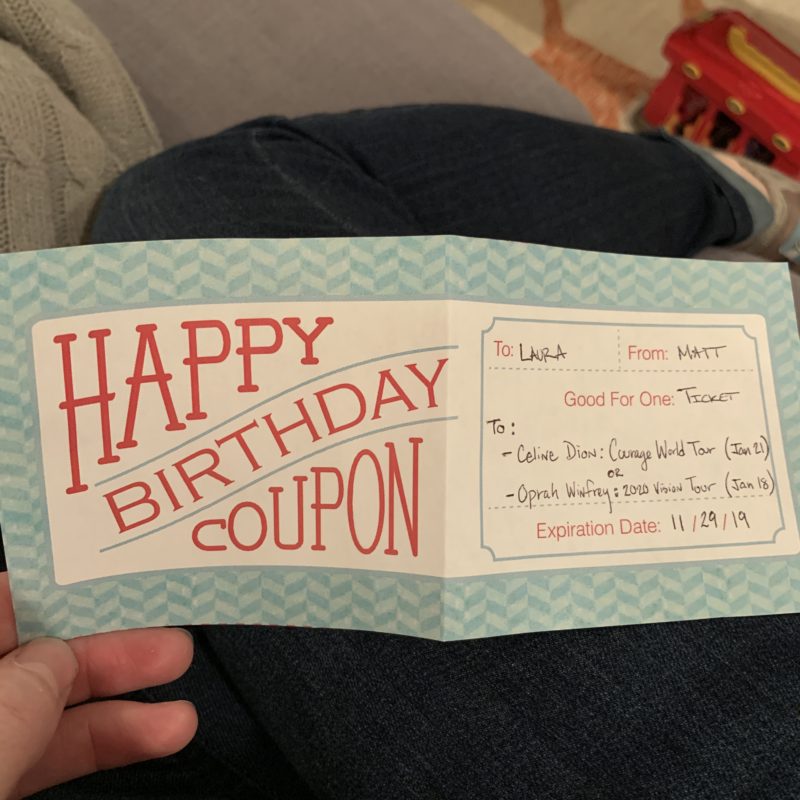 HAPPY
BIRTHDAY
COUPON
To: LAURA From: MATT
Good For One: TICKET
To:
- Celine Dion: Courage World Tour (Jan 21)
OR
- Oprah Winfrey: 2020 Vision Tour (Jan 18)
Expiration Date: 11/29/19